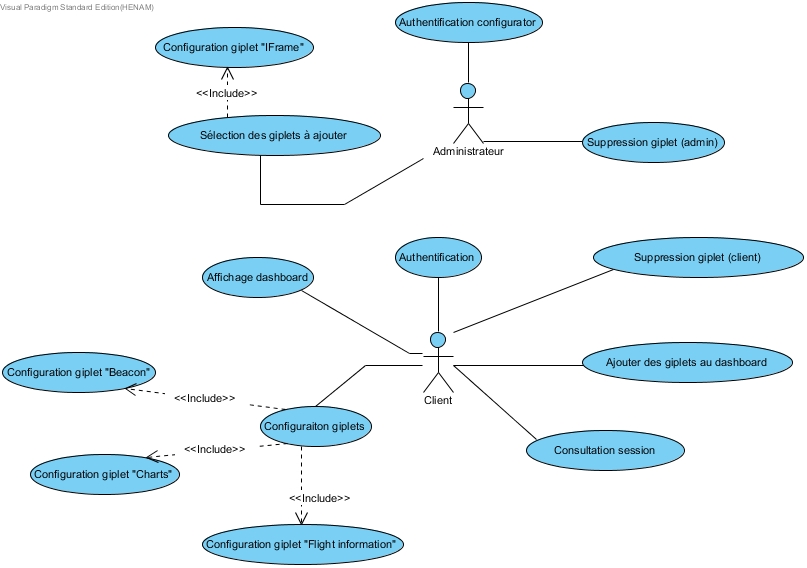 Visual Paradigm Standard Edition(HENAM)
Authentification configurator
Configuration giplet "IFrame"
<<Include>>
Sélection des giplets à ajouter
Suppression giplet (admin)
Administrateur
Authentification
Suppression giplet (client)
Affichage dashboard
Ajouter des giplets au dashboard
Configuration giplet "Beacon"
<<Include>>
Client
Configuraiton giplets
<<Include>>
Consultation session
Configuration giplet "Charts"
<<Include>>
Configuration giplet "Flight information"